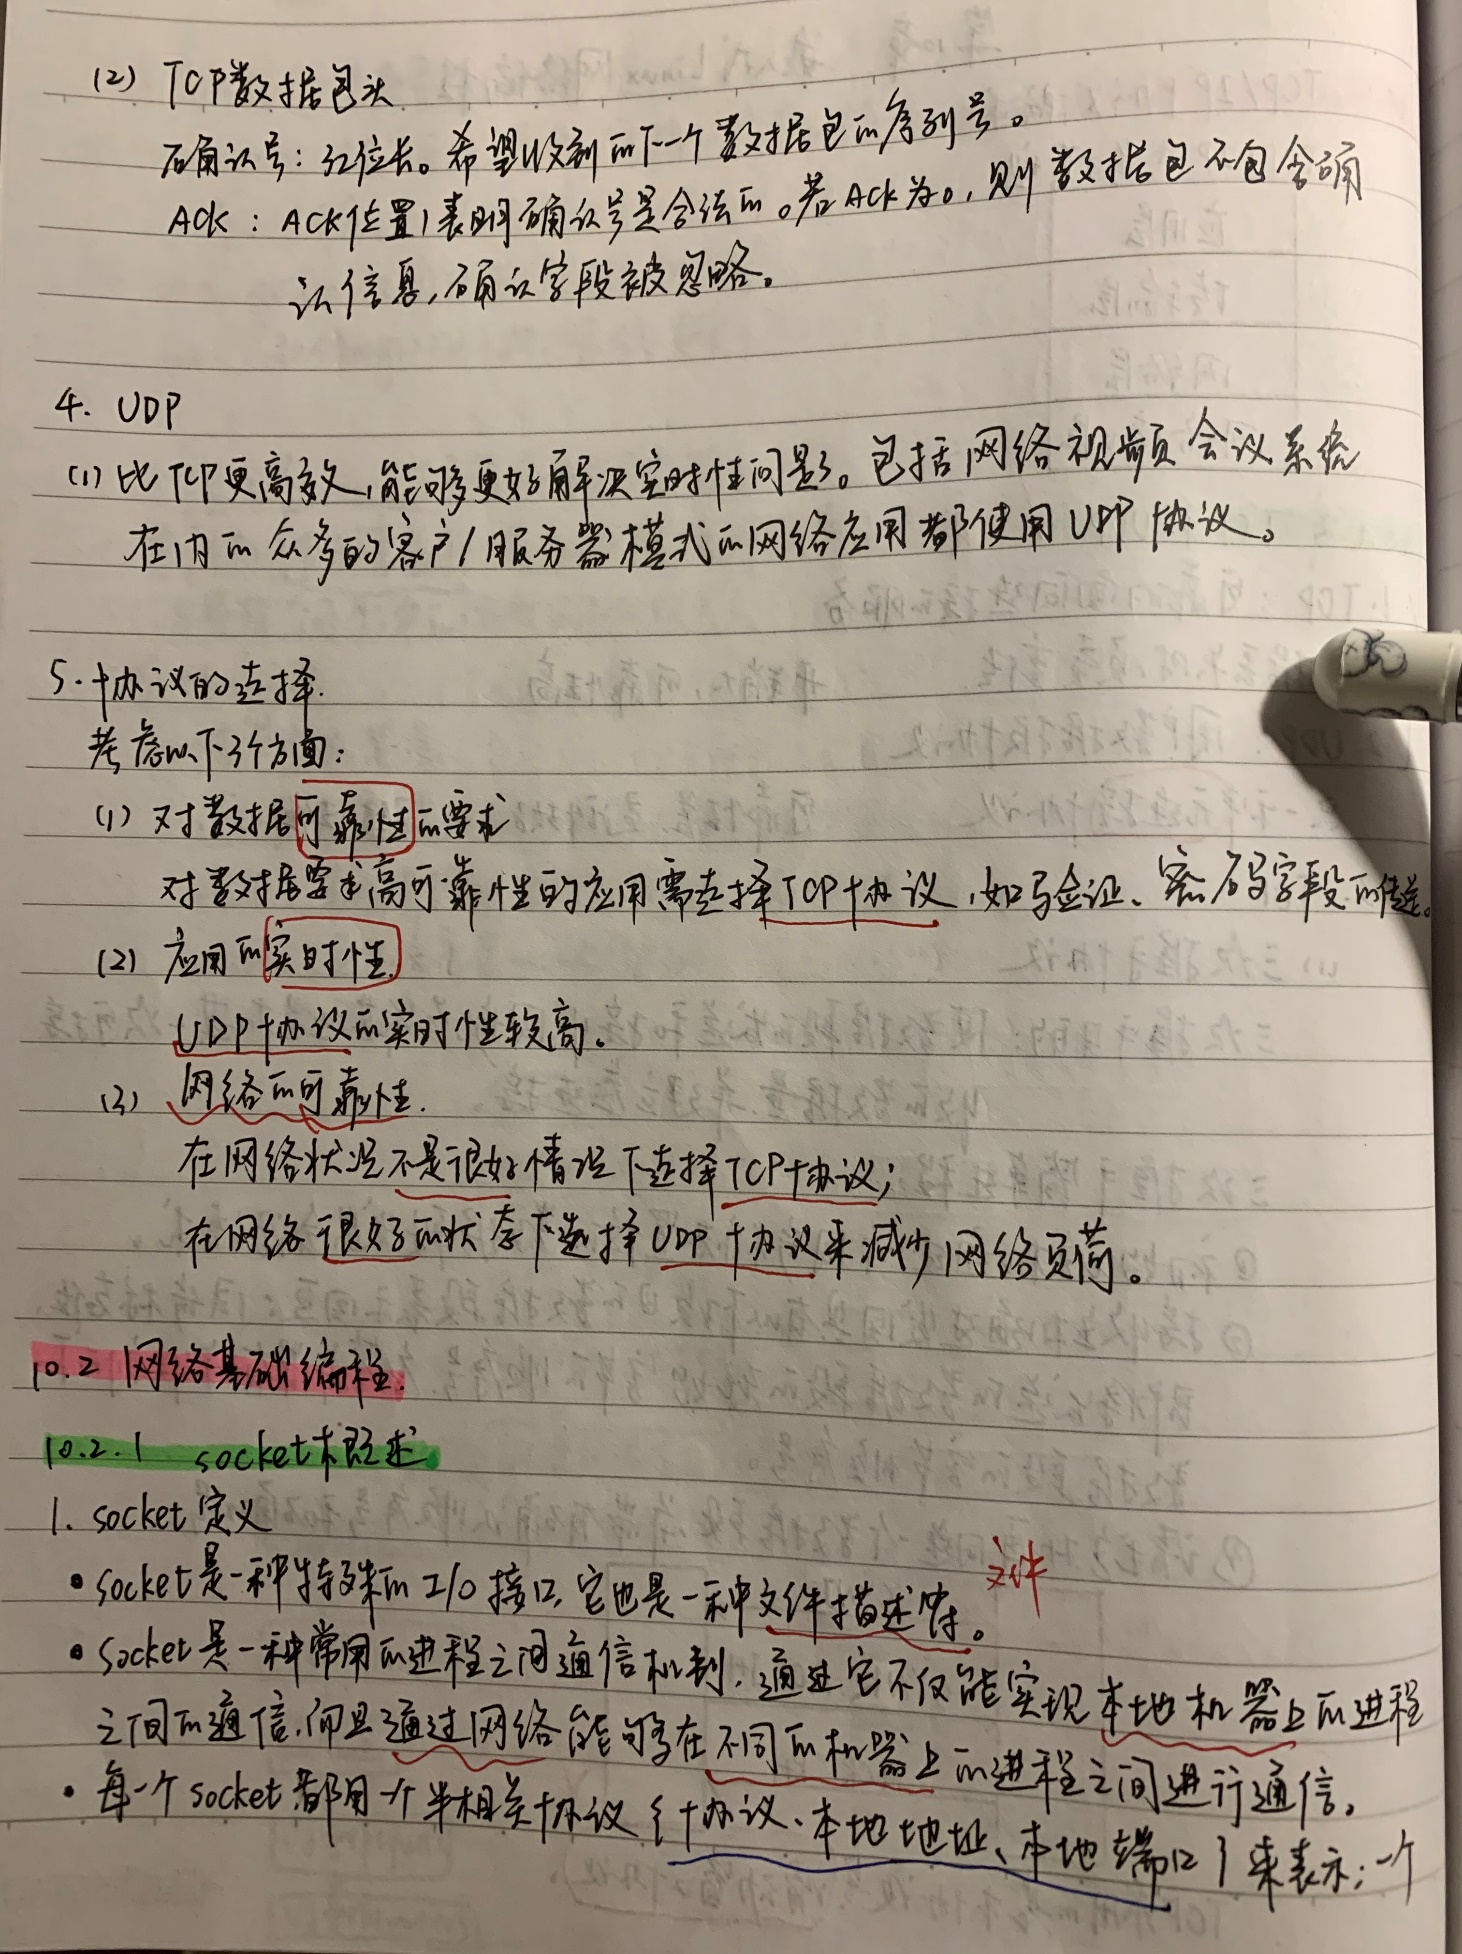 (2) TCP数据包头
确认号：32位长。希望收到的下一个数据包的序列号。
ACK：ACK位置1表明确认号是合法的。若ACK为0，则数据包不包含确
认信息，确认字段被忽略。
4. UDP
(1) 比TCP更高效，能够更好解决实时性问题。包括网络视频会议系统
在内的众多的客户/服务器模式的网络应用都使用UDP协议。
5. 协议的选择.
考虑以下3个方面：
(1) 对数据可靠性的要求
对数据要求高可靠性的应用需选择TCP协议，如验证、密码字段的传送。
(2) 应用的实时性.
UDP协议的实时性较高。
(3) 网络的可靠性.
在网络状况不是很好情况下选择TCP协议；
在网络很好的状态下选择UDP协议来减少网络负荷。
10.2 网络基础编程.
10.2.1 socket概述.
1. socket定义
文件
• socket是一种特殊的I/O接口,它也是一种文件描述符。
• socket是一种常用的进程之间通信机制，通过它不仅能实现本地机器上的进程
之间的通信,而且通过网络能够在不同的机器上的进程之间进行通信。
• 每一个socket都用一个半相关协议{协议、本地地址、本地端口}来表示；一个